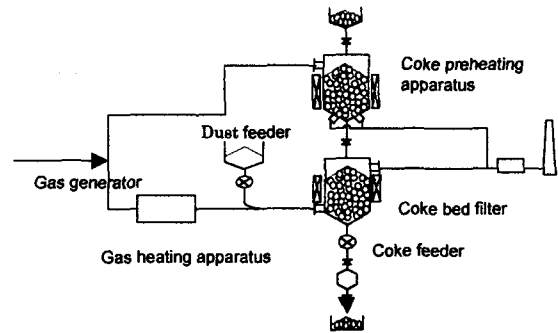 Coke preheating
apparatus
Dust feeder
Gas generator
Coke bed filter
Coke feeder
Gas heating apparatus